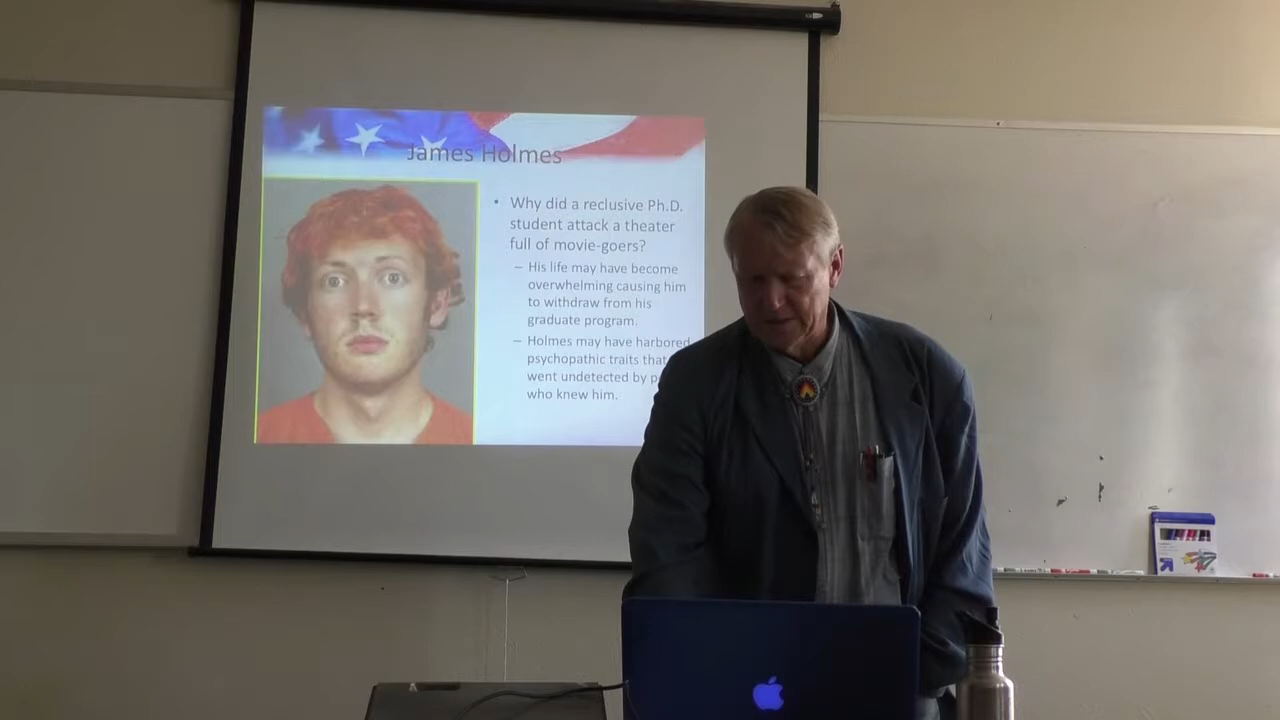 James Holmes
• Why did a reclusive Ph.D.
student attack a theater
full of movie-goers?
– His life may have become
overwhelming causing him
to withdraw from his
graduate program.
– Holmes may have harbored
psychopathic traits that
went undetected by p
who knew him.